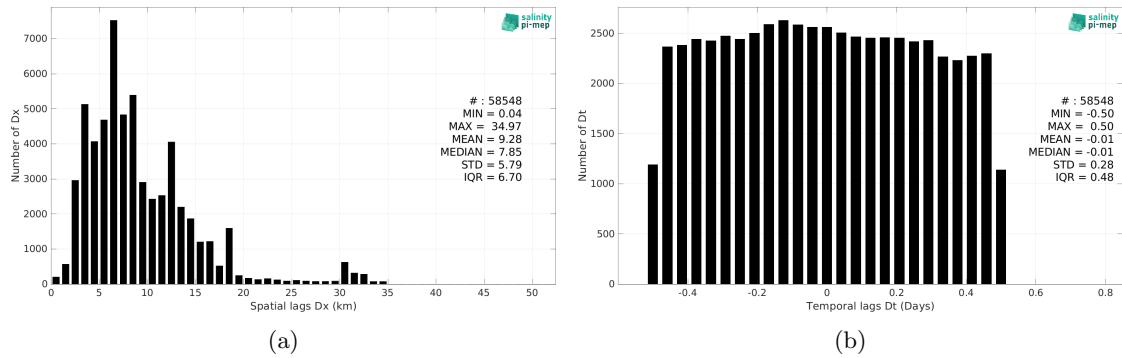 salinity
pi-mep
7000
6000
5000
4000
3000
2000
1000
0
Number of Dx
# : 58548
MIN = 0.04
MAX = 34.97
MEAN = 9.28
MEDIAN = 7.85
STD = 5.79
IQR = 6.70
0 5 10 15 20 25 30 35 40 45 50
Spatial lags Dx (km)
(a)
salinity
pi-mep
2500
2000
1500
1000
500
0
Number of Dt
# : 58548
MIN = -0.50
MAX = 0.50
MEAN = -0.01
MEDIAN = -0.01
STD = 0.28
IQR = 0.48
-0.4 -0.2 0 0.2 0.4 0.6 0.8
Temporal lags Dt (Days)
(b)